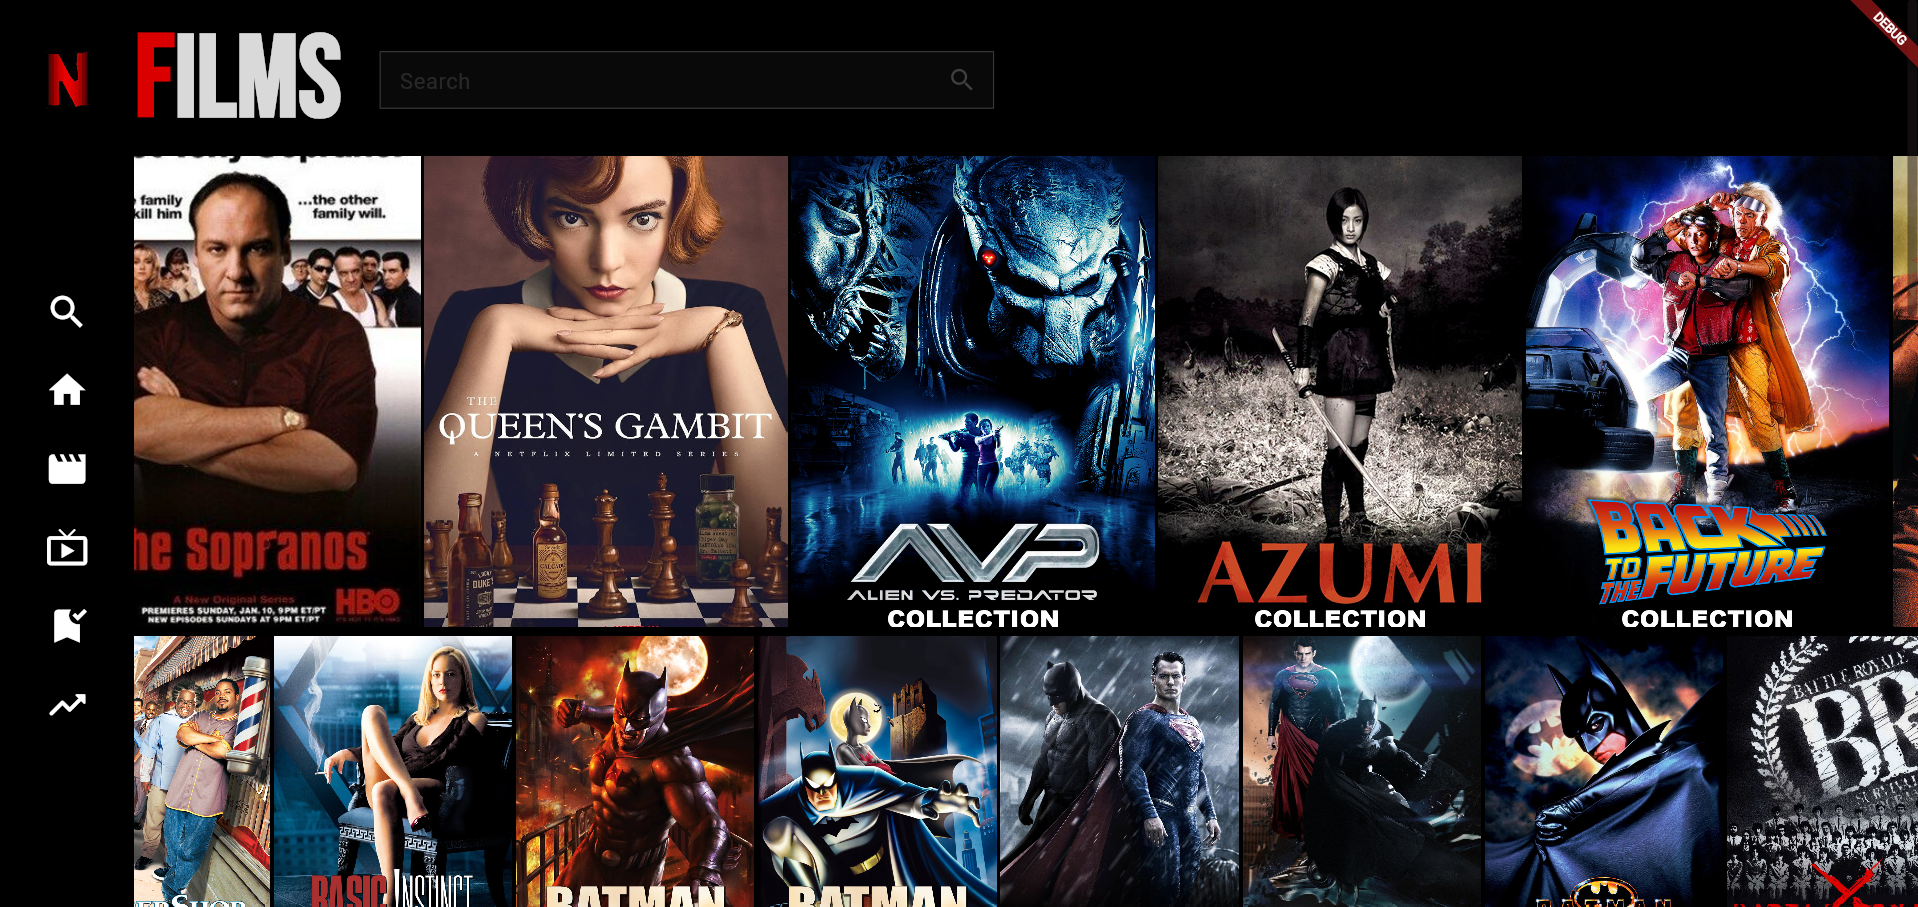 N
FILMS
Search
DEBUG
family
kill him
...the other
family will.
he Sopranos
A New Original Series
PREMIERES SUNDAY, JAN. 10, 9PM ET/PT
NEW EPISODES SUNDAYS AT 9PM ET/PT
HBO
THE
QUEEN'S GAMBIT
A NETFLIX LIMITED SERIES
AVP
ALIEN VS. PREDATOR
COLLECTION
AZUMI
COLLECTION
BACK
TO
THE FUTURE
COLLECTION
BASIC INSTINCT
BATMAN
BATMAN
BATMAN
BATTLE ROYALE
BR